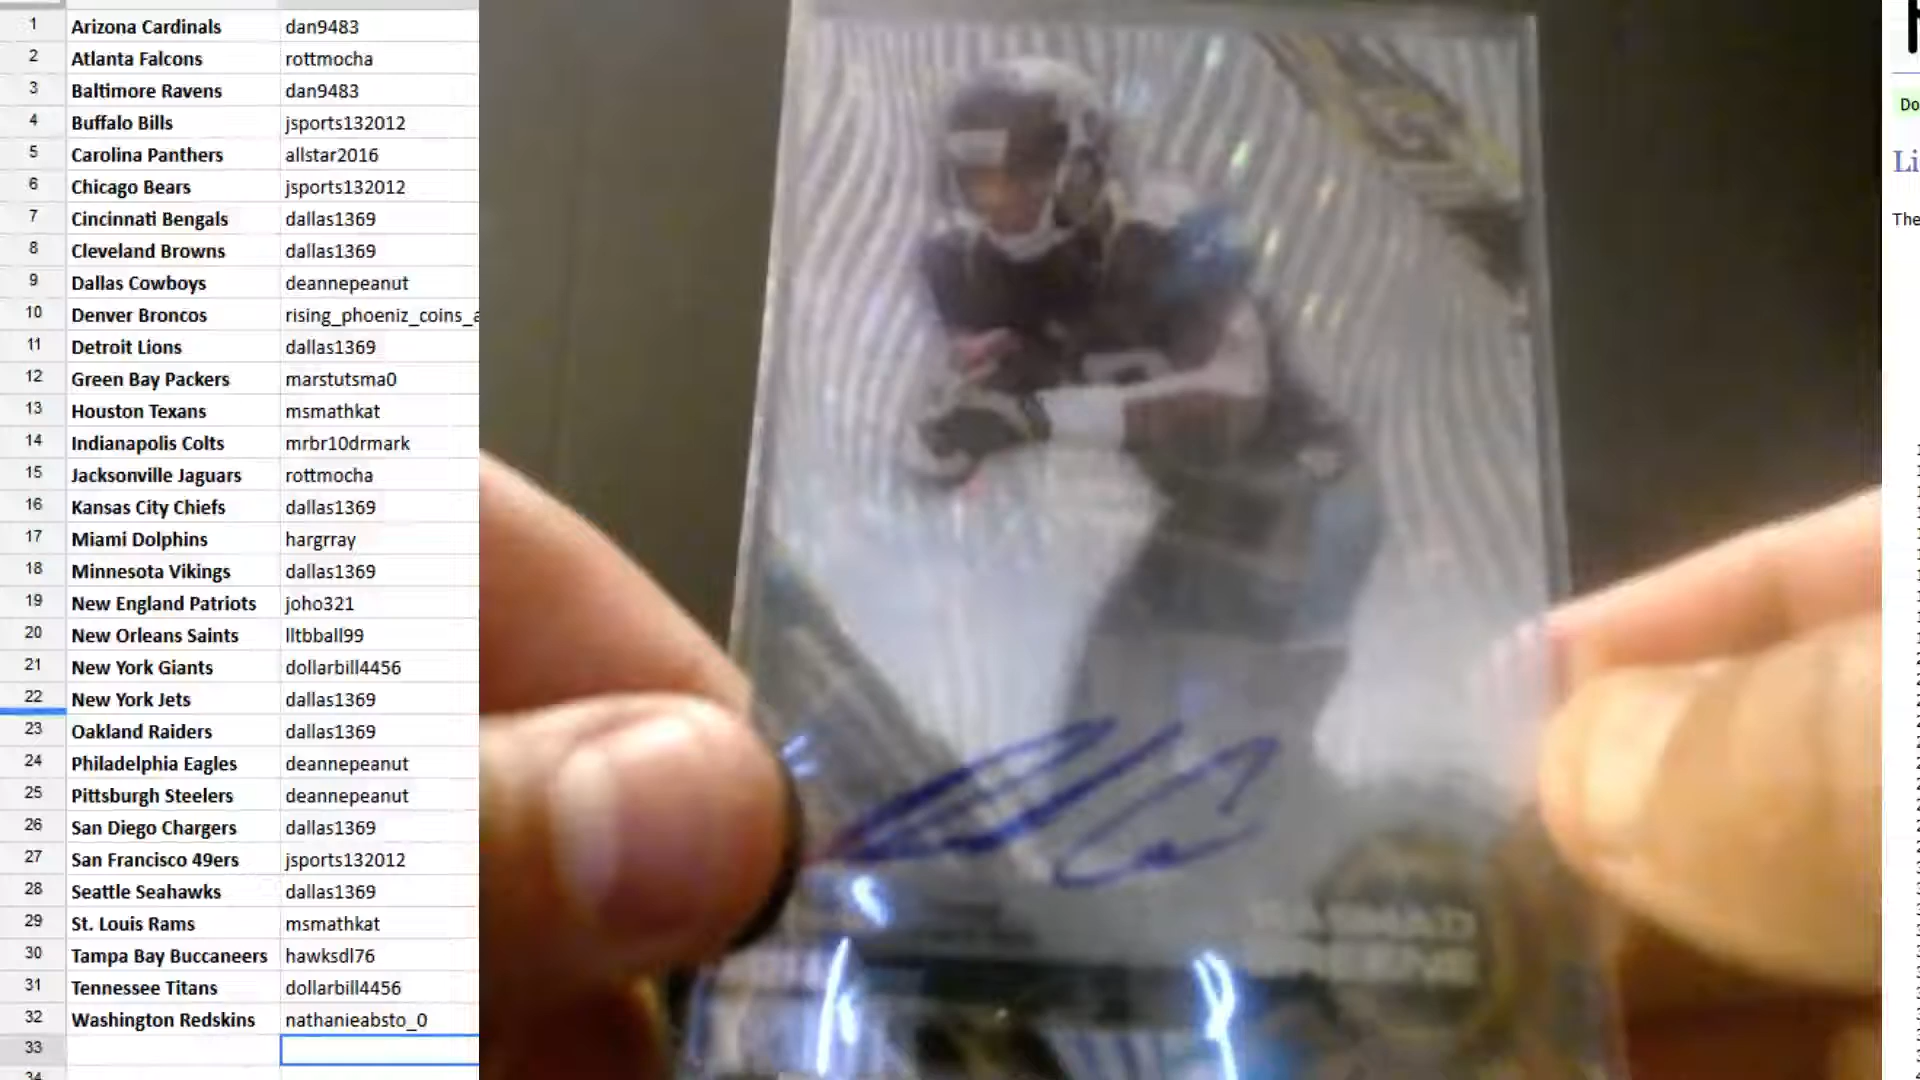 1 Arizona Cardinals dan9483
2 Atlanta Falcons rottmocha
3 Baltimore Ravens dan9483
4 Buffalo Bills jsports132012
5 Carolina Panthers allstar2016
6 Chicago Bears jsports132012
7 Cincinnati Bengals dallas1369
8 Cleveland Browns dallas1369
9 Dallas Cowboys deannepeanut
10 Denver Broncos rising_phoeniz_coins_a
11 Detroit Lions dallas1369
12 Green Bay Packers marstutsma0
13 Houston Texans msmathkat
14 Indianapolis Colts mrbr10drmark
15 Jacksonville Jaguars rottmocha
16 Kansas City Chiefs dallas1369
17 Miami Dolphins hargrray
18 Minnesota Vikings dallas1369
19 New England Patriots joho321
20 New Orleans Saints lltbball99
21 New York Giants dollarbill4456
22 New York Jets dallas1369
23 Oakland Raiders dallas1369
24 Philadelphia Eagles deannepeanut
25 Pittsburgh Steelers deannepeanut
26 San Diego Chargers dallas1369
27 San Francisco 49ers jsports132012
28 Seattle Seahawks dallas1369
29 St. Louis Rams msmathkat
30 Tampa Bay Buccaneers hawksdl76
31 Tennessee Titans dollarbill4456
32 Washington Redskins nathanieabsto_0
33
34
Do
Li
The